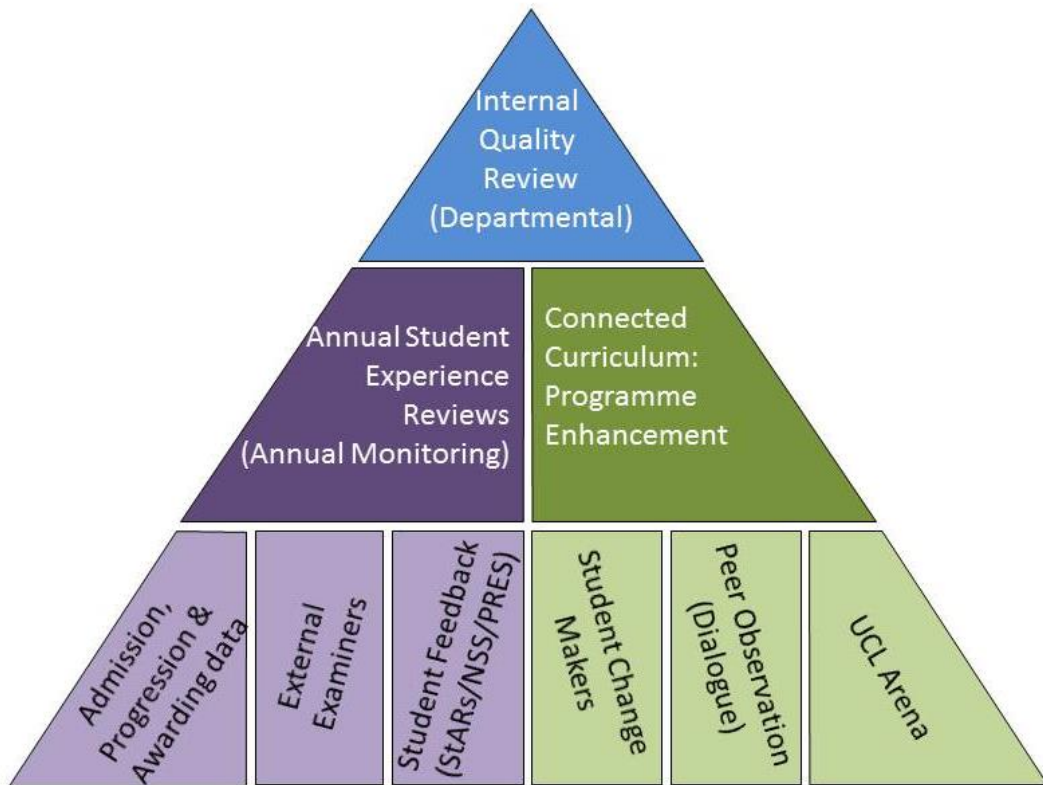 Internal
Quality
Review
(Departmental)
Annual Student
Experience
Reviews
(Annual Monitoring)
Connected
Curriculum:
Programme
Enhancement
Admission,
Progression &
Awarding data
External
Examiners
Student Feedback
(StARs/NSS/PRES)
Student Change
Makers
Peer Observation
(Dialogue)
UCL Arena